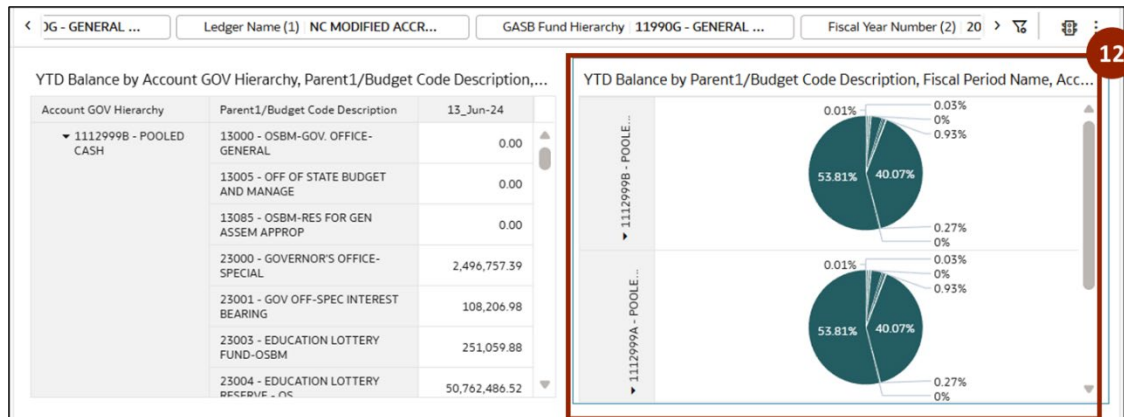 JG - GENERAL ... Ledger Name (1) NC MODIFIED ACCR... GASB Fund Hierarchy 11990G - GENERAL ... Fiscal Year Number (2) 20
12
YTD Balance by Account GOV Hierarchy, Parent1/Budget Code Description,...
Account GOV Hierarchy Parent1/Budget Code Description 13_Jun-24
1112999B - POOLED
CASH
13000 - OSBM-GOV. OFFICE-
GENERAL
0.00
13005 - OFF OF STATE BUDGET
AND MANAGE
0.00
13085 - OSBM-RES FOR GEN
ASSEM APPROP
0.00
23000 - GOVERNOR'S OFFICE-
SPECIAL
2,496,757.39
23001 - GOV OFF-SPEC INTEREST
BEARING
108,206.98
23003 - EDUCATION LOTTERY
FUND-OSBM
251,059.88
23004 - EDUCATION LOTTERY
RESERVE - OS
50,762,486.52
YTD Balance by Parent1/Budget Code Description, Fiscal Period Name, Acc...
1112999B - POOLE...
0.01%
0.03%
0%
0.93%
53.81%
40.07%
0.27%
0%
1112999A - POOLE...
0.01%
0.03%
0%
0.93%
53.81%
40.07%
0.27%
0%